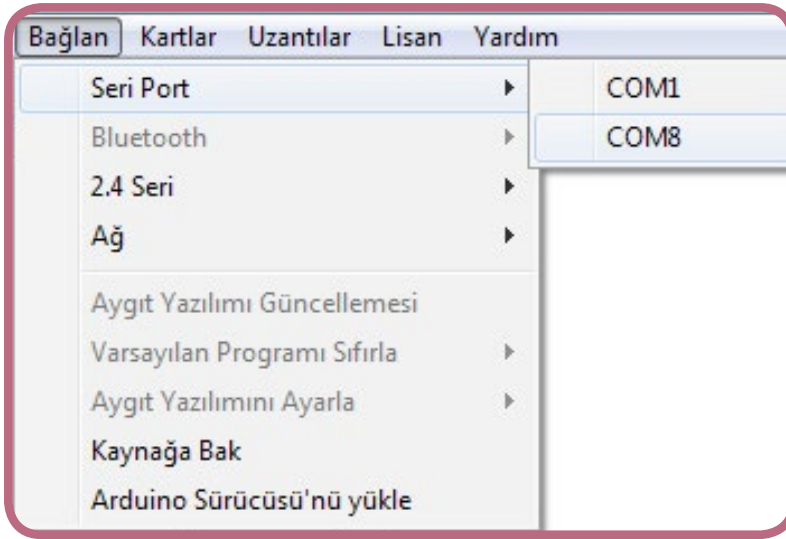 Bağlan Kartlar Uzantılar Lisan Yardım
Seri Port COM1
Bluetooth COM8
2.4 Seri
Ağ
Aygıt Yazılımı Güncellemesi
Varsayılan Programı Sıfırla
Aygıt Yazılımını Ayarla
Kaynağa Bak
Arduino Sürücüsü'nü yükle